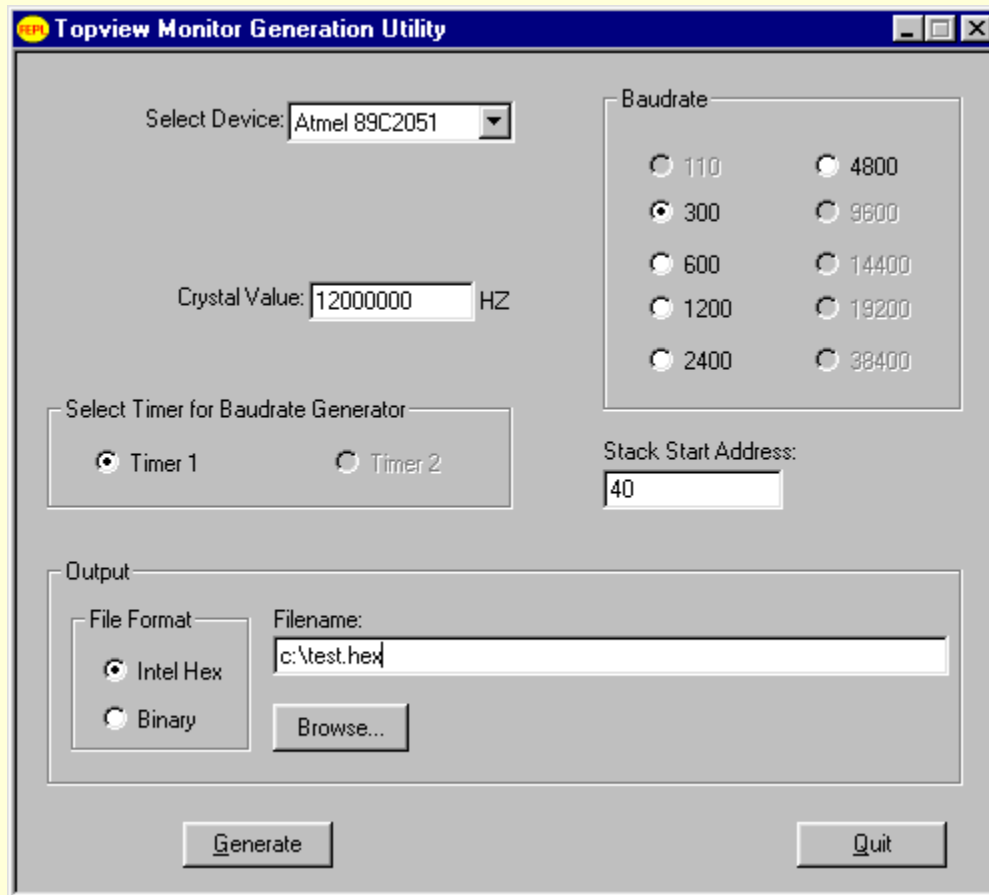 FEPL Topview Monitor Generation Utility
Select Device: Atmel 89C2051
Baudrate
110 4800
300 9600
600 14400
1200 19200
2400 38400
Crystal Value: 12000000 HZ
Select Timer for Baudrate Generator
Timer 1 Timer 2
Stack Start Address:
40
Output
File Format
Intel Hex
Binary
Filename:
c:\test.hex
Browse...
Generate
Quit